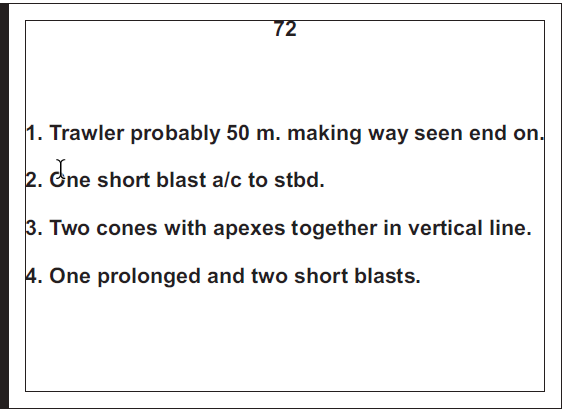 72
1. Trawler probably 50 m. making way seen end on.
2. One short blast a/c to stbd.
3. Two cones with apexes together in vertical line.
4. One prolonged and two short blasts.